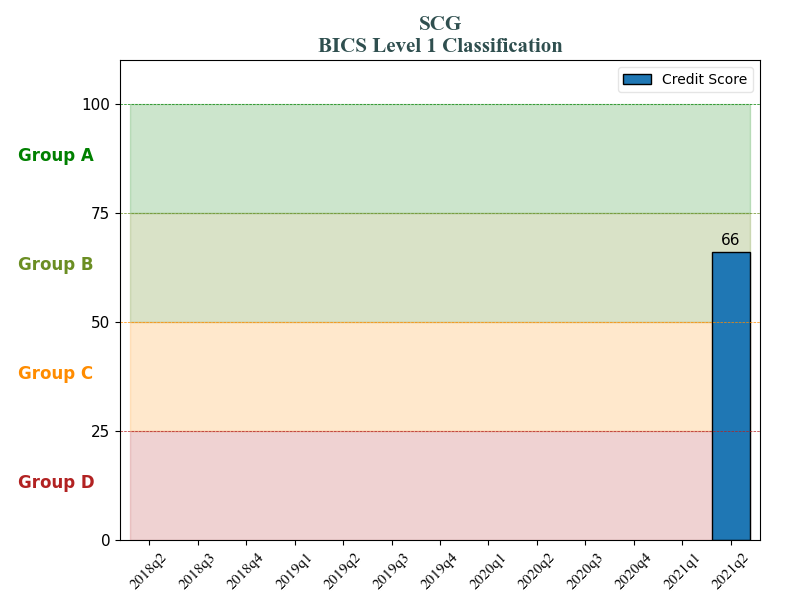 SCG
BICS Level 1 Classification
Credit Score
100
Group A
75
66
Group B
50
Group C
25
Group D
0
2018q2 2018q3 2018q4 2019q1 2019q2 2019q3 2019q4 2020q1 2020q2 2020q3 2020q4 2021q1 2021q2